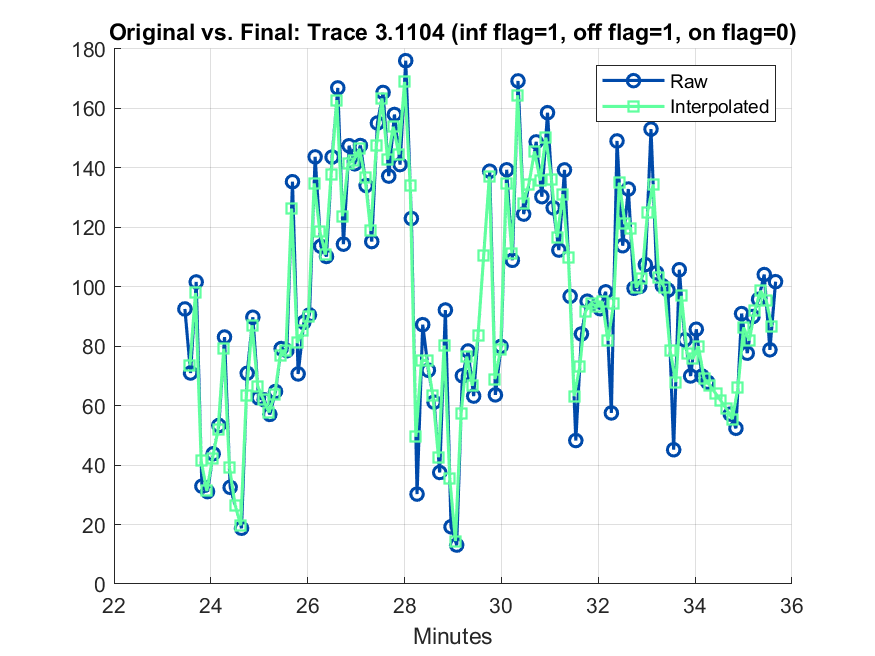 Original vs. Final: Trace 3.1104 (inf flag=1, off flag=1, on flag=0)
180
160
140
120
100
80
60
40
20
0
Raw
Interpolated
22 24 26 28 30 32 34 36
Minutes